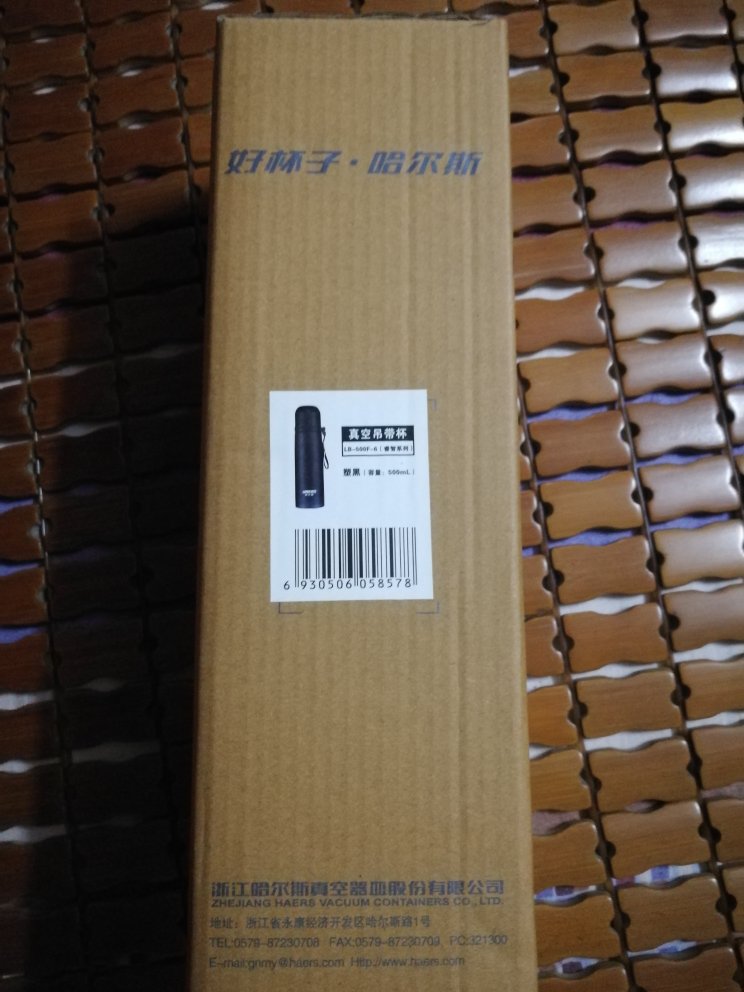 好杯子·哈尔斯
真空吊带杯
LB-500F-6〔睿智系列〕
塑黑〔容量：500mL〕
6 930506 058578
浙江哈尔斯真空器皿股份有限公司
ZHEJIANG HAERS VACUUM CONTAINERS CO., LTD.
地址：浙江省永康经济开发区哈尔斯路1号
TEL:0579-87230708 FAX:0579-87230709 PC:321300
E-mail:gnmy@haers.com Http://www.haers.com